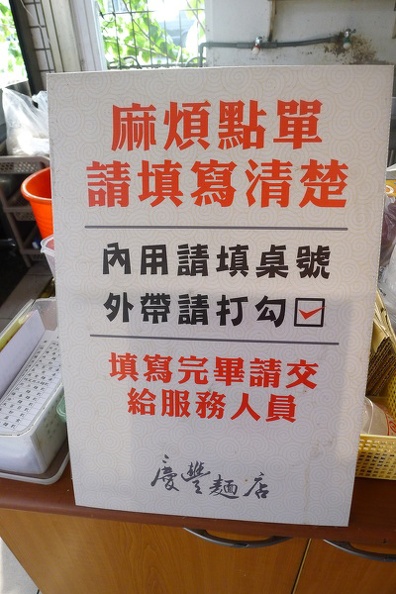 麻煩點單
請填寫清楚
內用請填桌號
外帶請打勾☑
填寫完畢請交
給服務人員
慶豐麵店